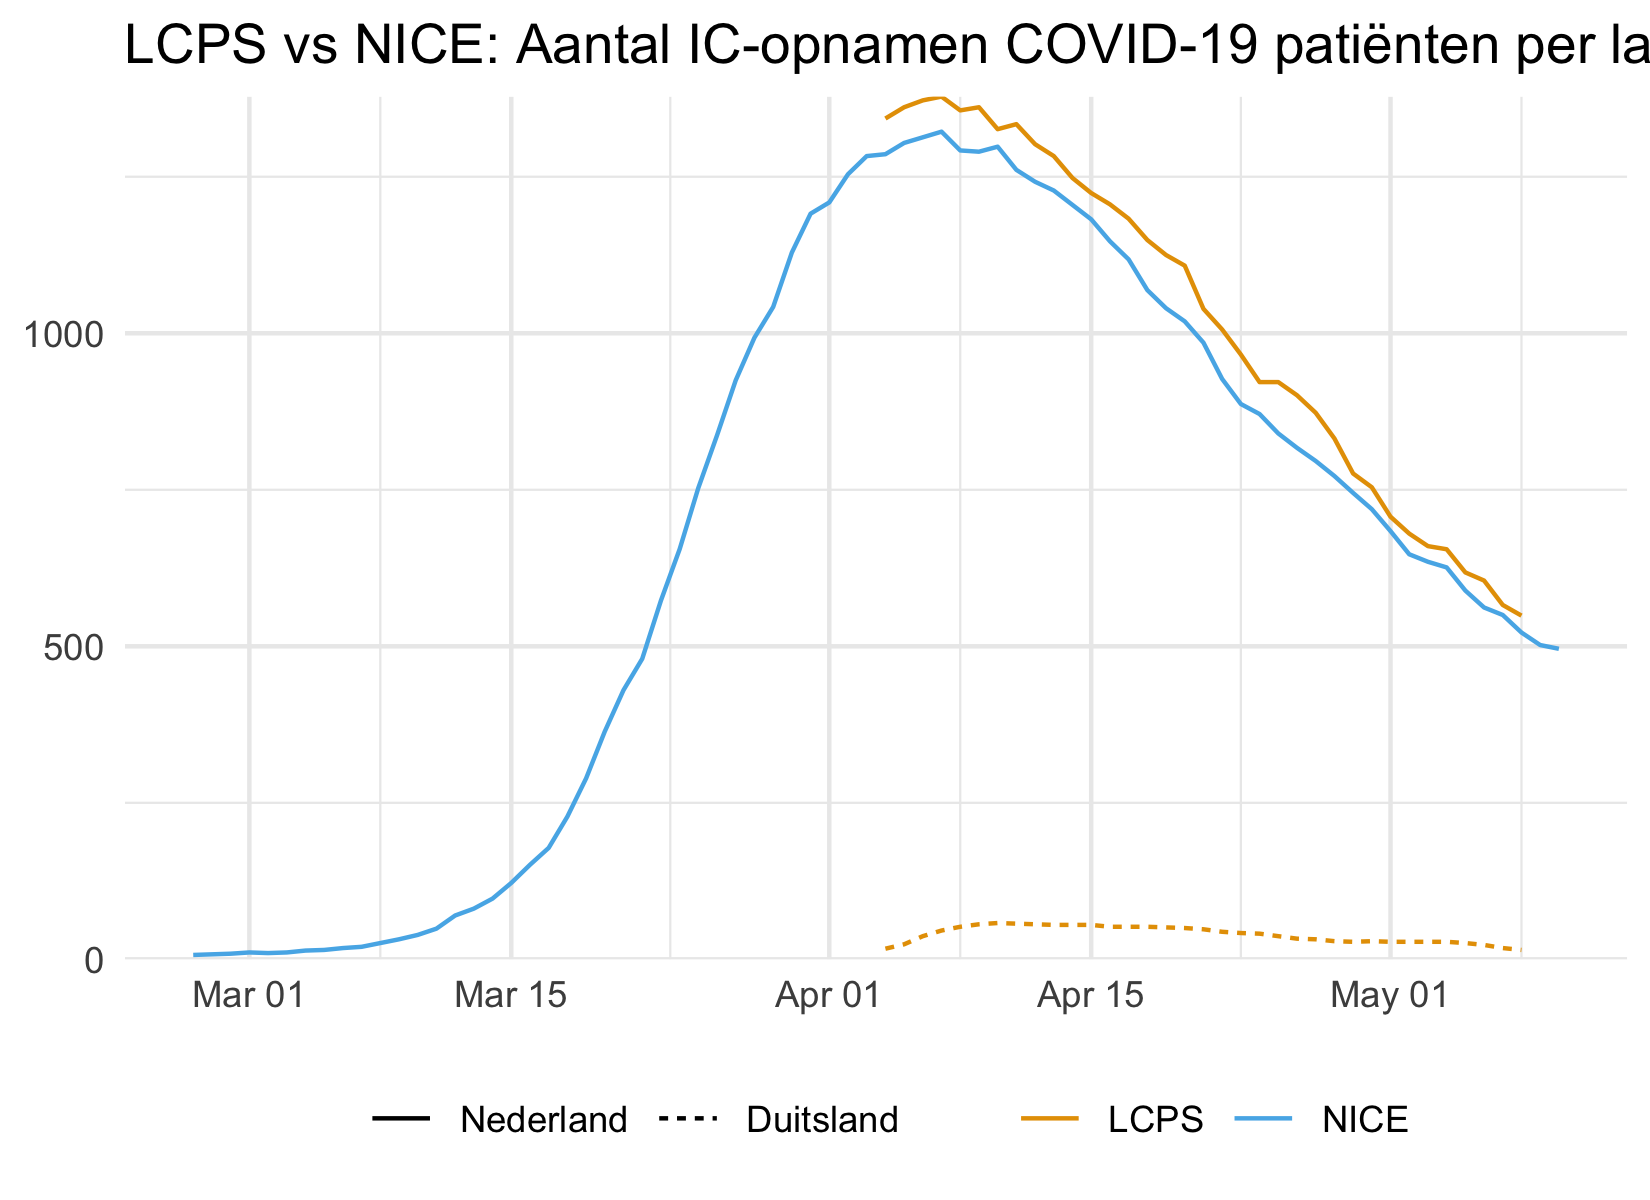 LCPS vs NICE: Aantal IC-opnamen COVID-19 patiënten per la
1000
500
0
Mar 01 Mar 15 Apr 01 Apr 15 May 01
Nederland Duitsland LCPS NICE